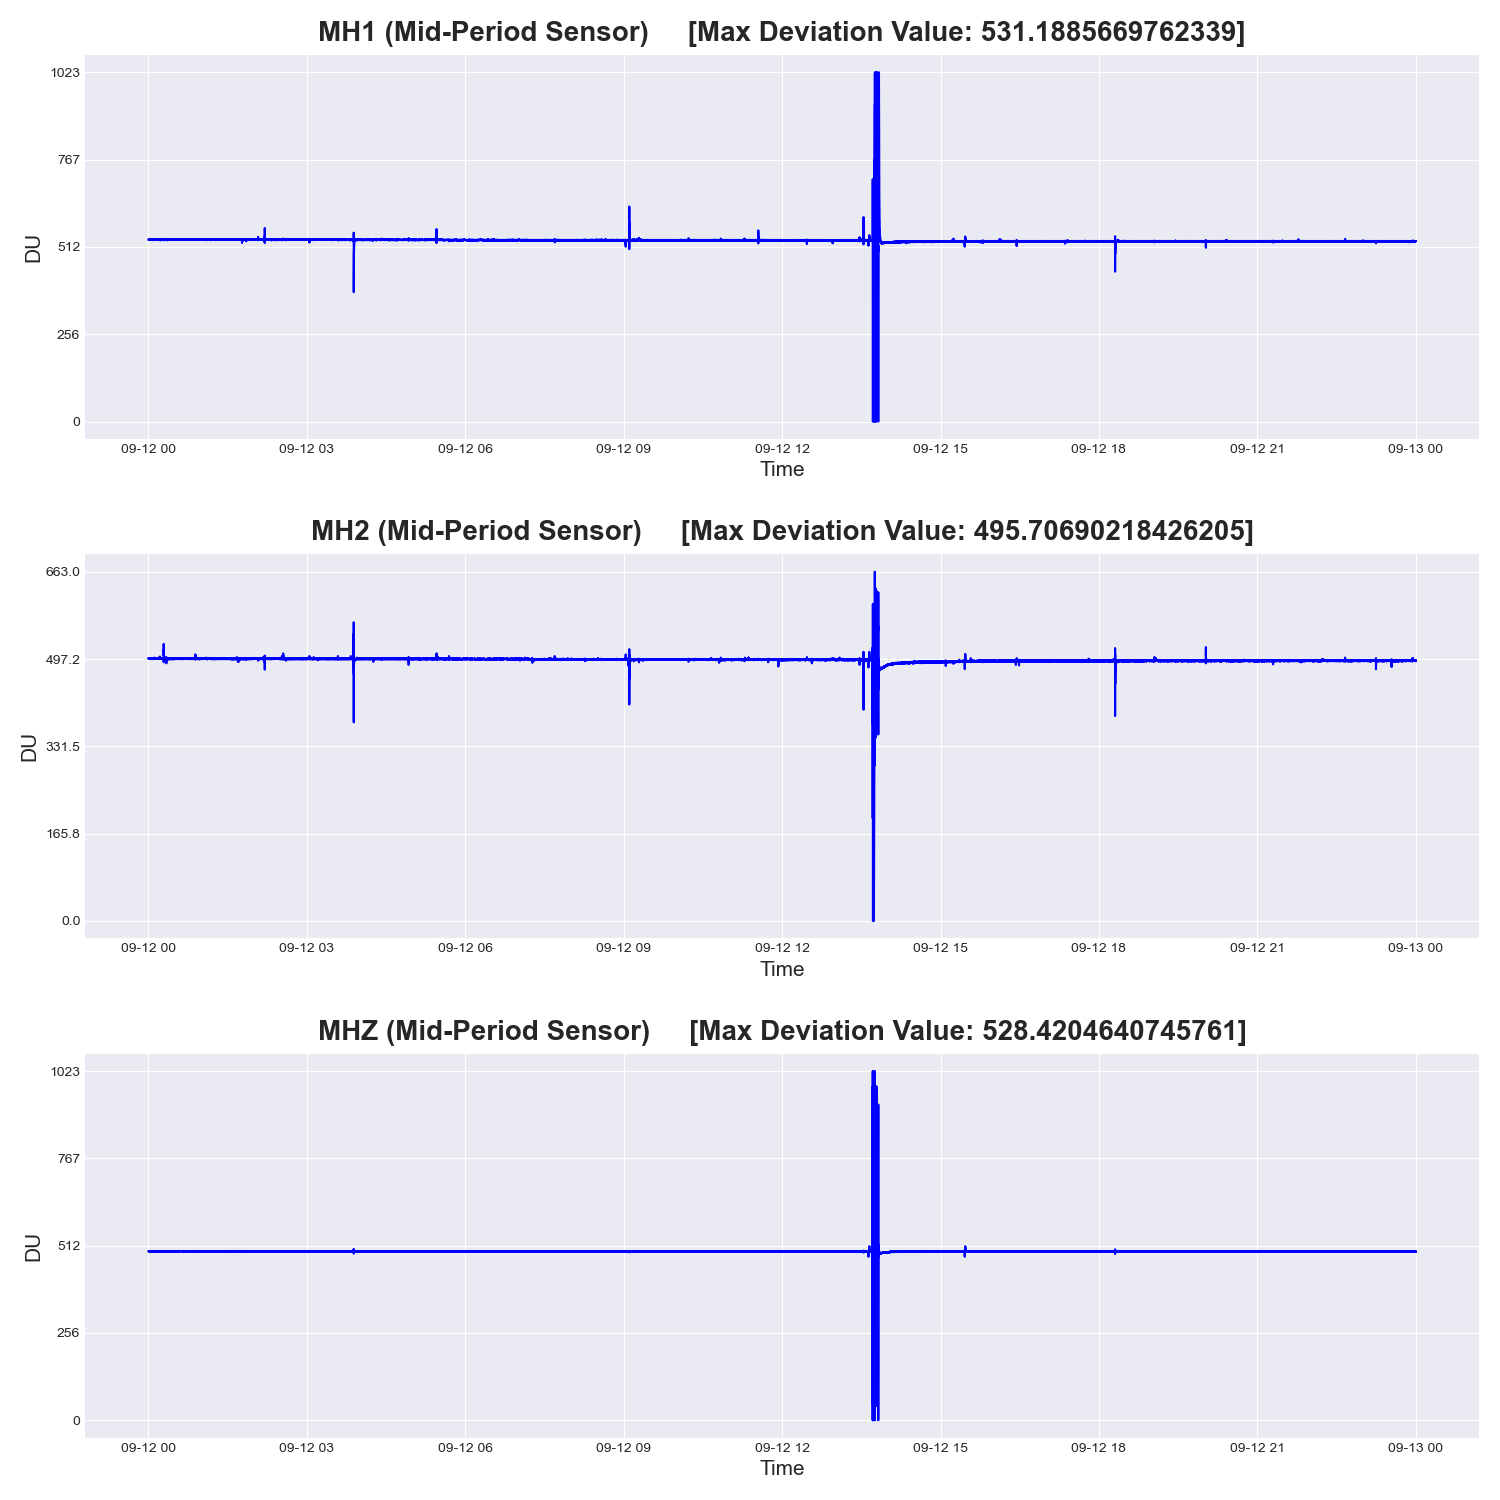 MH1 (Mid-Period Sensor) [Max Deviation Value: 531.1885669762339]
1023
767
512
256
0
DU
09-12 00 09-12 03 09-12 06 09-12 09 09-12 12 09-12 15 09-12 18 09-12 21 09-13 00
Time
MH2 (Mid-Period Sensor) [Max Deviation Value: 495.70690218426205]
663.0
497.2
331.5
165.8
0.0
DU
09-12 00 09-12 03 09-12 06 09-12 09 09-12 12 09-12 15 09-12 18 09-12 21 09-13 00
Time
MHZ (Mid-Period Sensor) [Max Deviation Value: 528.4204640745761]
1023
767
512
256
0
DU
09-12 00 09-12 03 09-12 06 09-12 09 09-12 12 09-12 15 09-12 18 09-12 21 09-13 00
Time